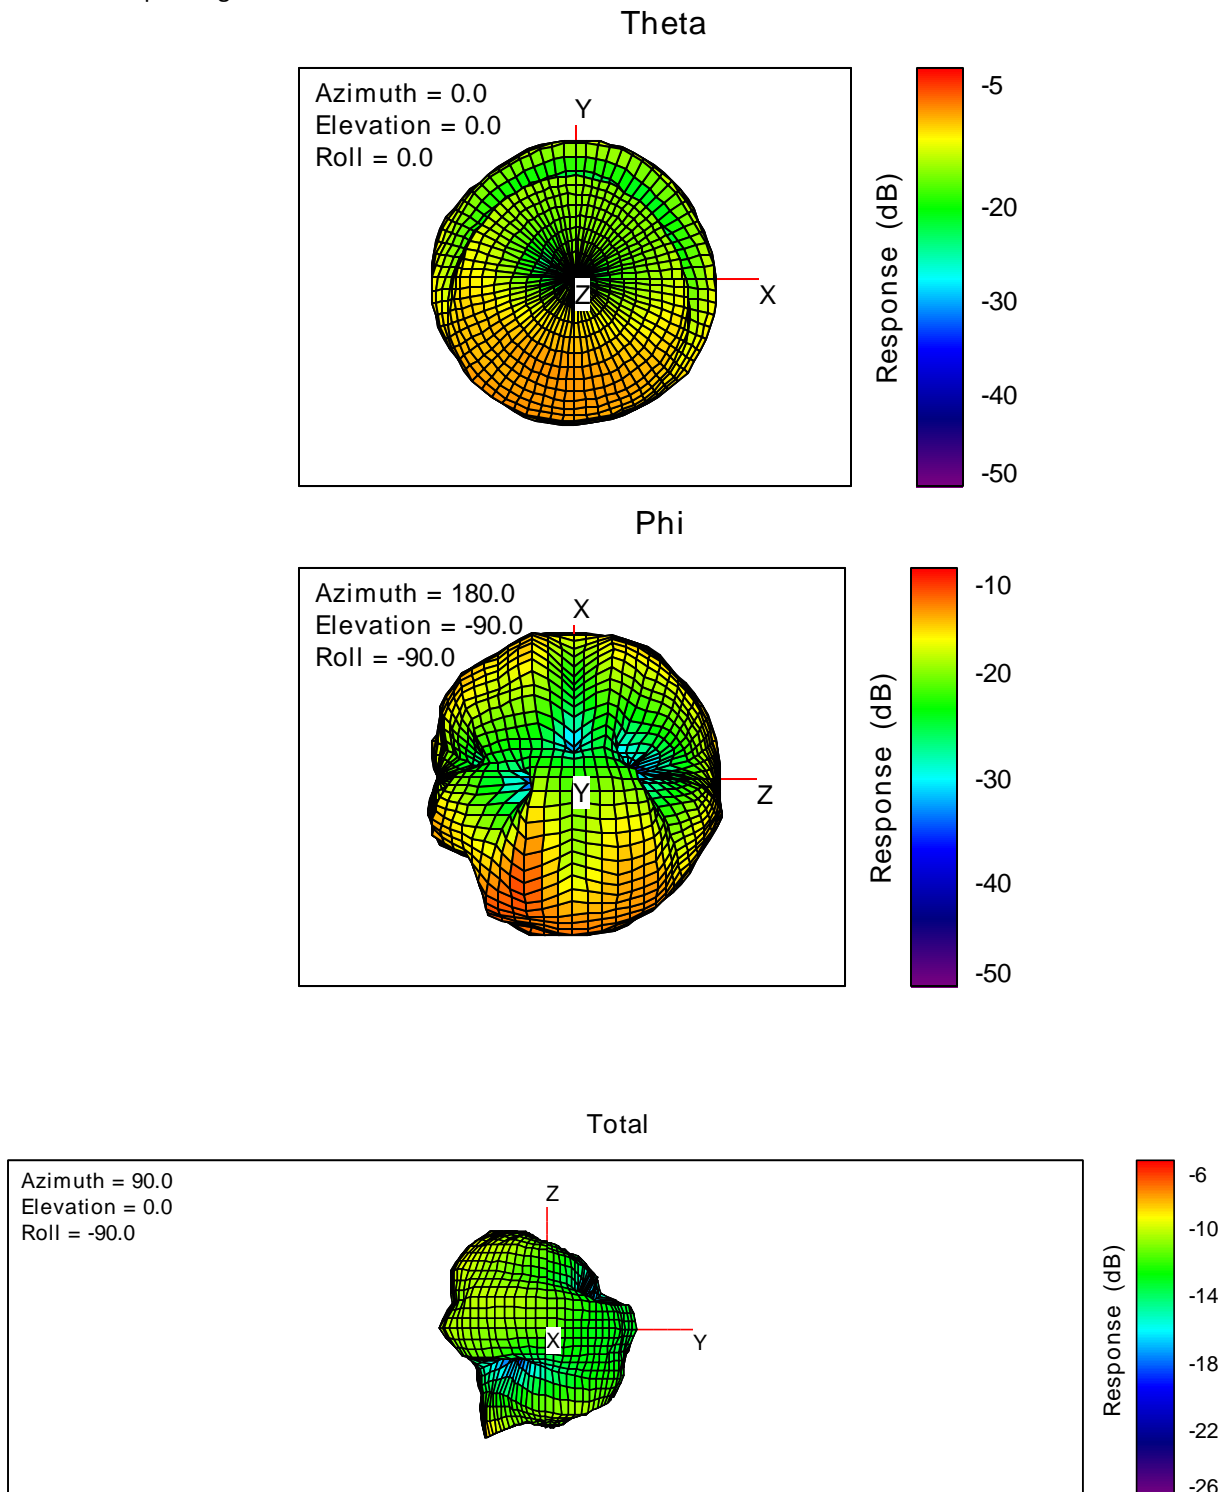 Theta
Azimuth = 0.0
Elevation = 0.0
Roll = 0.0
Y
X
Z
Response (dB)
-5
-20
-30
-40
-50
Phi
Azimuth = 180.0
Elevation = -90.0
Roll = -90.0
X
Z
Y
Response (dB)
-10
-20
-30
-40
-50
Total
Azimuth = 90.0
Elevation = 0.0
Roll = -90.0
Z
X
Y
Response (dB)
-6
-10
-14
-18
-22
-26